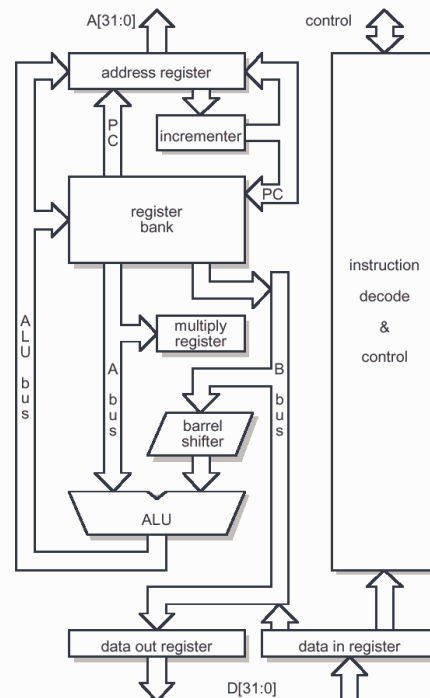 A[31:0]
control
address register
P
C
incrementer
PC
register
bank
instruction
decode
&
control
A
L
U
b
u
s
multiply
register
A
b
u
s
B
b
u
s
barrel
shifter
ALU
data out register
data in register
D[31:0]